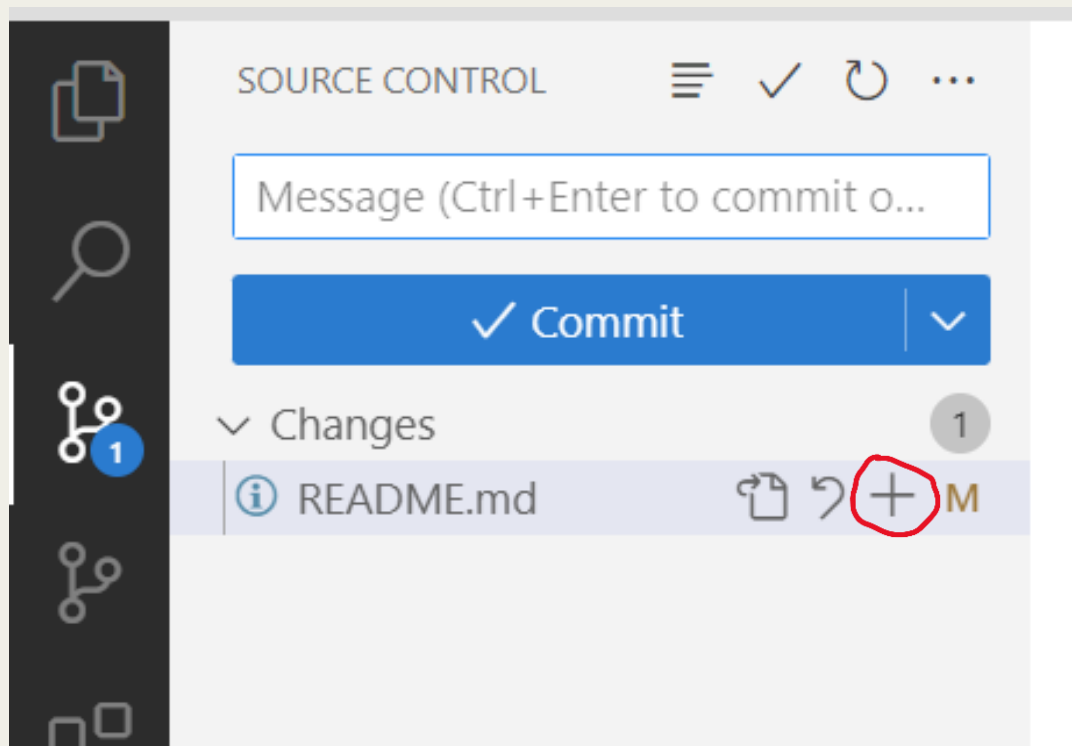 SOURCE CONTROL
Message (Ctrl+Enter to commit o...
Commit
Changes 1
1
README.md M